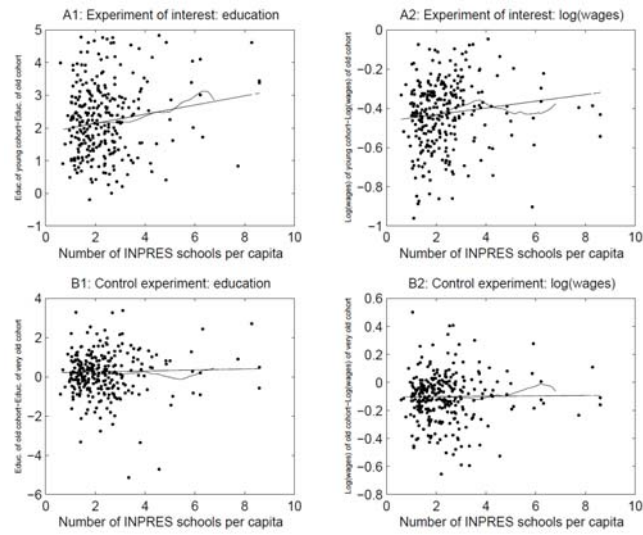 A1: Experiment of interest: education
5
4
3
2
1
0
−1
Educ.of young cohort−Educ. of old cohort
0 2 4 6 8 10
Number of INPRES schools per capita
A2: Experiment of interest: log(wages)
0
−0.2
−0.4
−0.6
−0.8
−1
Log(wages) of young cohort−Log(wages) of old cohort
0 2 4 6 8 10
Number of INPRES schools per capita
B1: Control experiment: education
4
2
0
−2
−4
−6
Educ. of old cohort−Educ. of very old cohort
0 2 4 6 8 10
Number of INPRES schools per capita
B2: Control experiment: log(wages)
0.6
0.4
0.2
0
−0.2
−0.4
−0.6
0.8
Log(wages) of old cohort−Log(wages) of very old cohort
0 2 4 6 8 10
Number of INPRES schools per capita